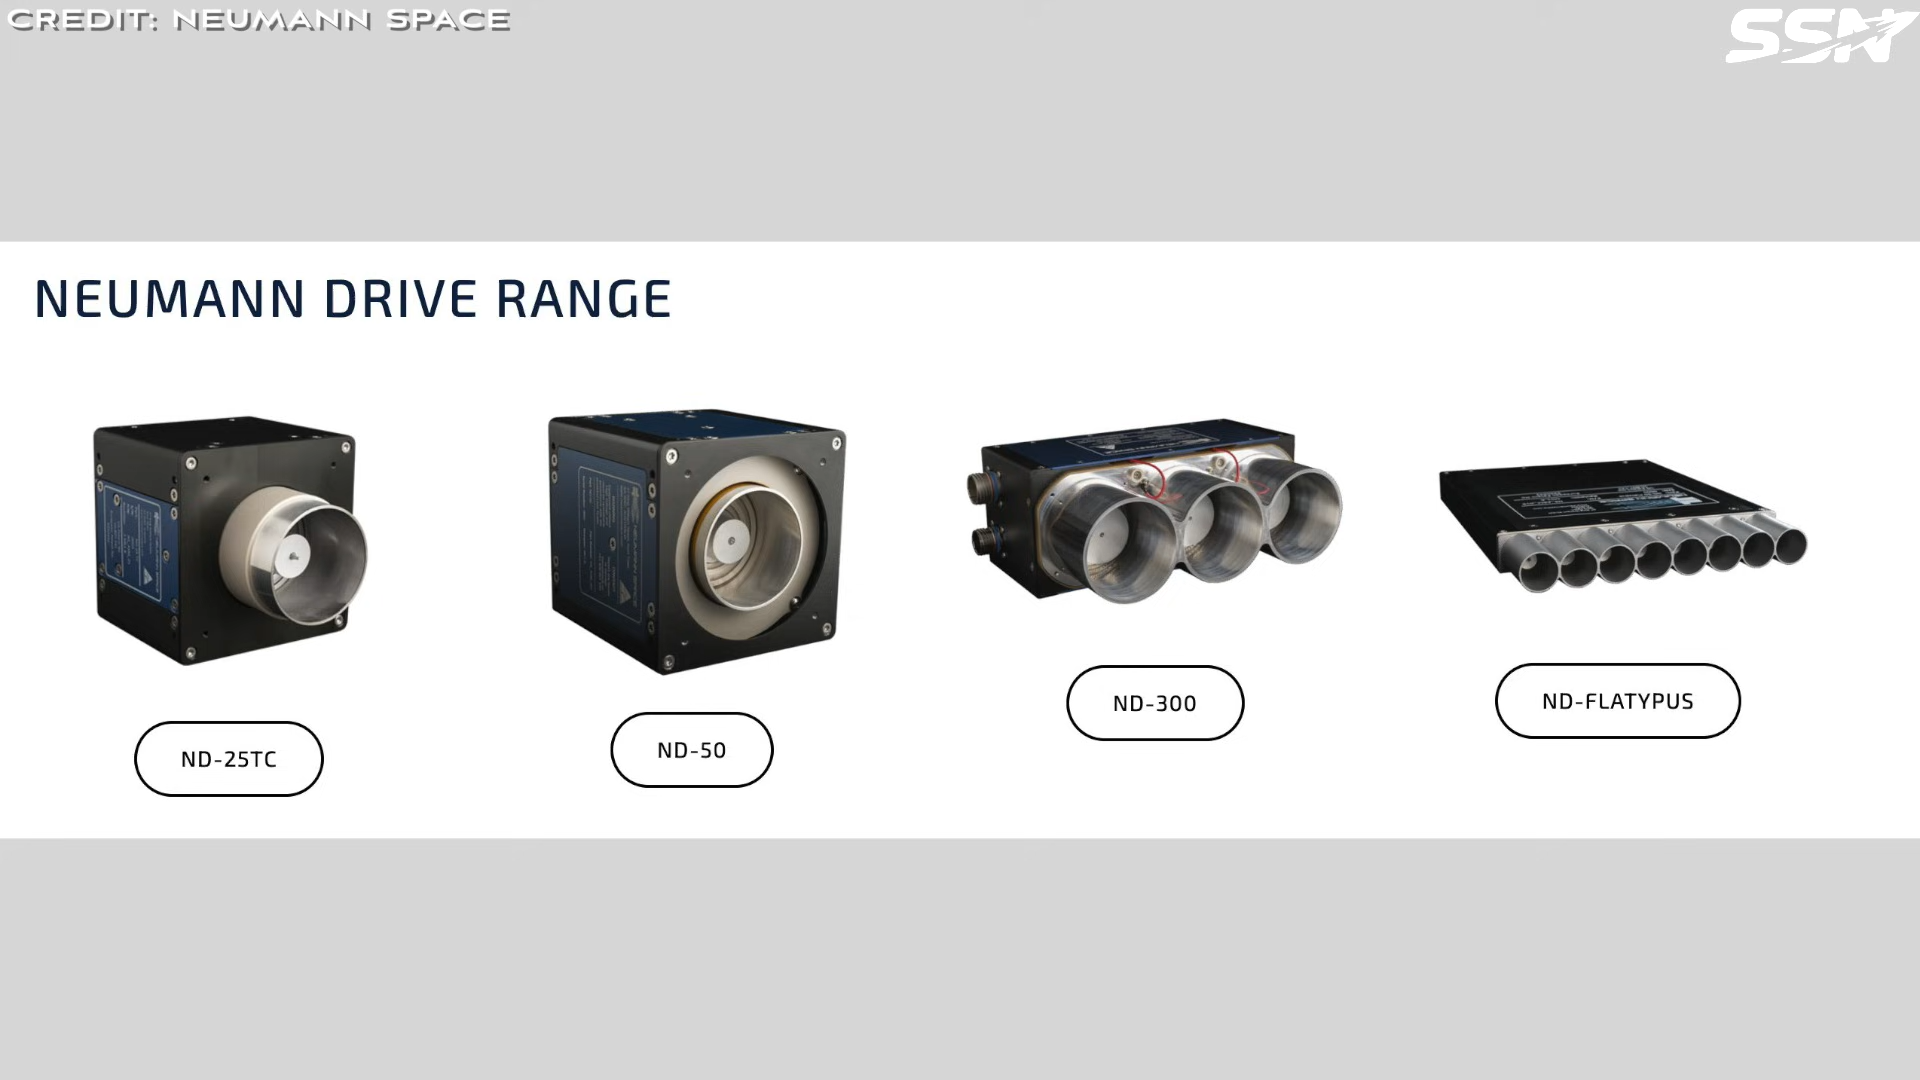 CREDIT: NEUMANN SPACE
SSN
NEUMANN DRIVE RANGE
ND-25TC
ND-50
ND-300
ND-FLATYPUS